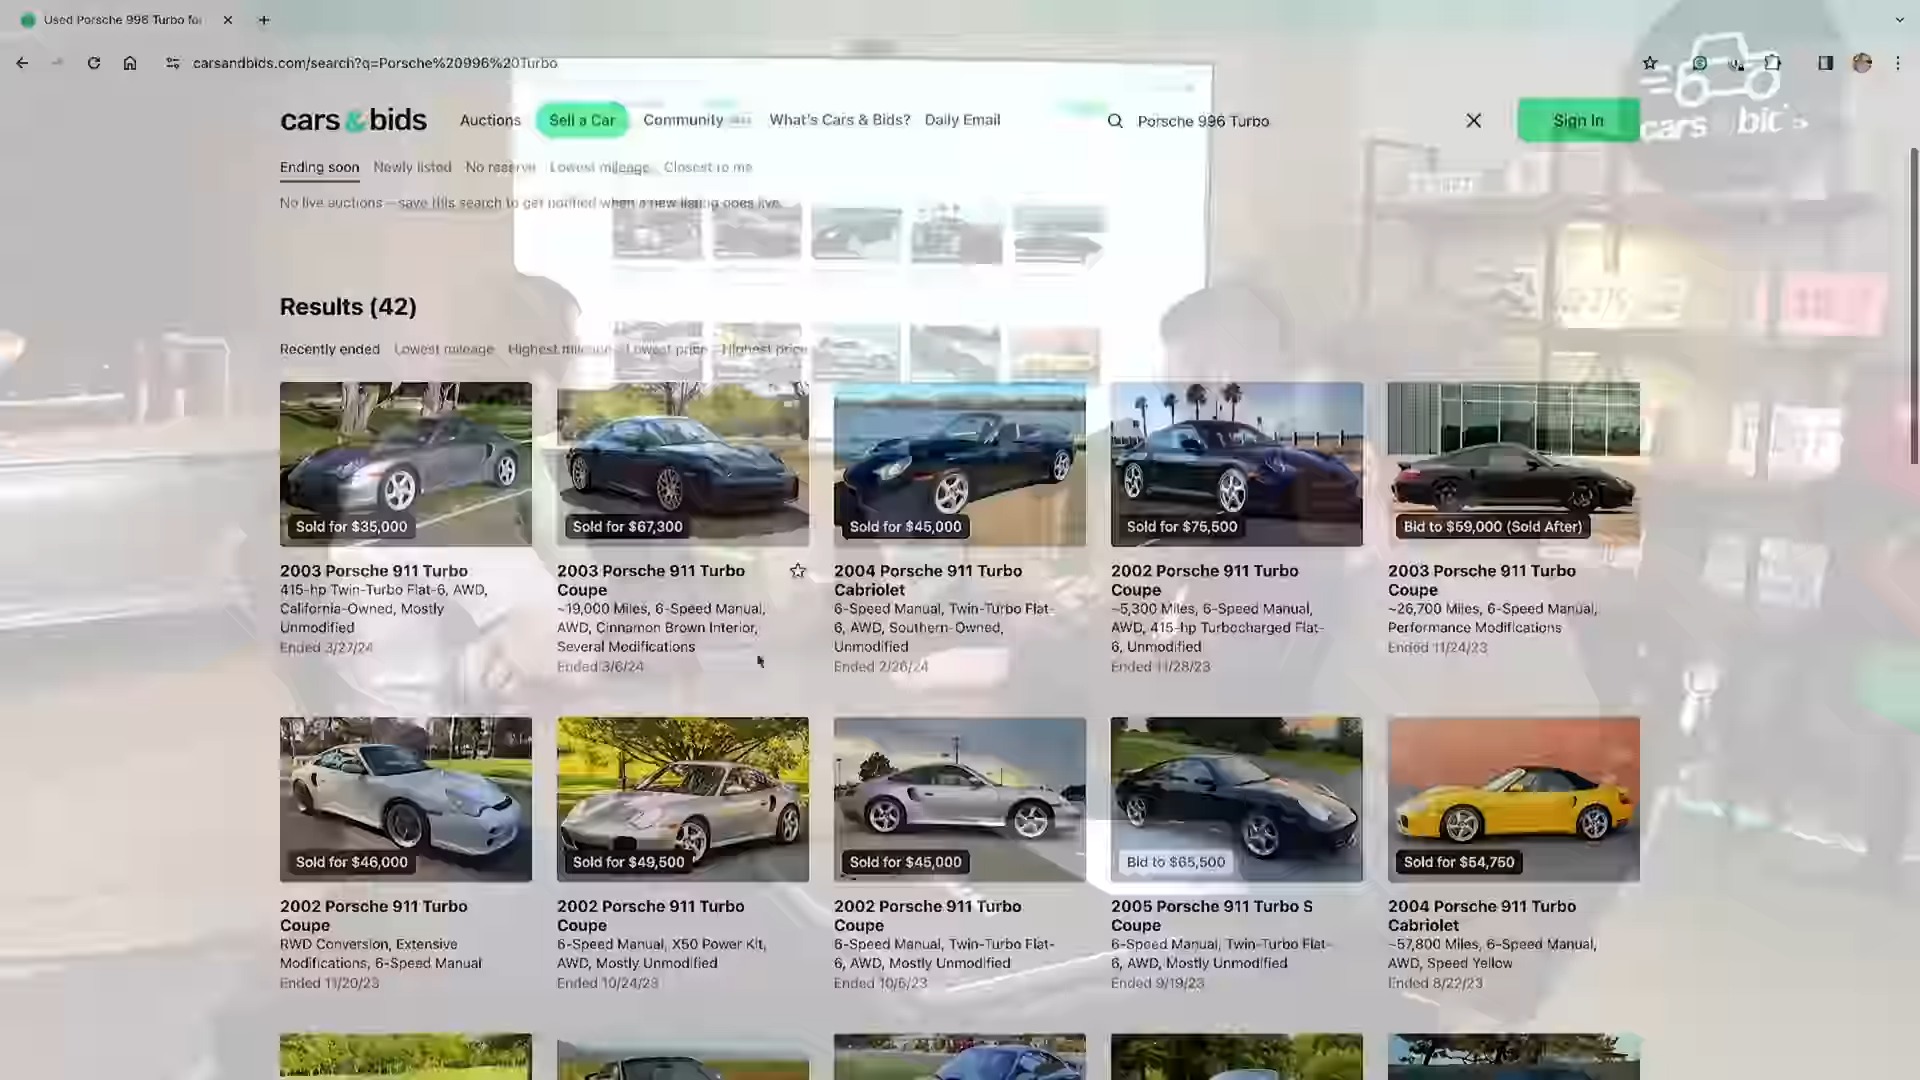 Used Porsche 996 Turbo for
carsandbids.com/search?q=Porsche%20996%20Turbo
cars & bids
Auctions
Sell a Car
Community
What's Cars & Bids?
Daily Email
Porsche 996 Turbo
Sign In
cars bids
Ending soon
Newly listed
No reserve
Lowest mileage
Closest to me
No live auctions—save this search to get notified when a new listing goes live.
Results (42)
Recently ended
Lowest mileage
Highest mileage
Lowest price
Highest price
Sold for $35,000
2003 Porsche 911 Turbo
415-hp Twin-Turbo Flat-6, AWD,
California-Owned, Mostly
Unmodified
Ended 3/27/24
Sold for $67,300
2003 Porsche 911 Turbo
Coupe
~19,000 Miles, 6-Speed Manual,
AWD, Cinnamon Brown Interior,
Several Modifications
Ended 3/6/24
Sold for $45,000
2004 Porsche 911 Turbo
Cabriolet
6-Speed Manual, Twin-Turbo Flat-
6, AWD, Southern-Owned,
Unmodified
Ended 2/26/24
Sold for $75,500
2002 Porsche 911 Turbo
Coupe
~5,300 Miles, 6-Speed Manual,
AWD, 415-hp Turbocharged Flat-
6, Unmodified
Ended 11/28/23
Bid to $59,000 (Sold After)
2003 Porsche 911 Turbo
Coupe
~26,700 Miles, 6-Speed Manual,
Performance Modifications
Ended 11/24/23
Sold for $46,000
2002 Porsche 911 Turbo
Coupe
RWD Conversion, Extensive
Modifications, 6-Speed Manual
Ended 11/20/23
Sold for $49,500
2002 Porsche 911 Turbo
Coupe
6-Speed Manual, X50 Power Kit,
AWD, Mostly Unmodified
Ended 10/24/23
Sold for $45,000
2002 Porsche 911 Turbo
Coupe
6-Speed Manual, Twin-Turbo Flat-
6, AWD, Mostly Unmodified
Ended 10/6/23
Bid to $65,500
2005 Porsche 911 Turbo S
Coupe
6-Speed Manual, Twin-Turbo Flat-
6, AWD, Mostly Unmodified
Ended 9/19/23
Sold for $54,750
2004 Porsche 911 Turbo
Cabriolet
~57,800 Miles, 6-Speed Manual,
AWD, Speed Yellow
Ended 8/22/23